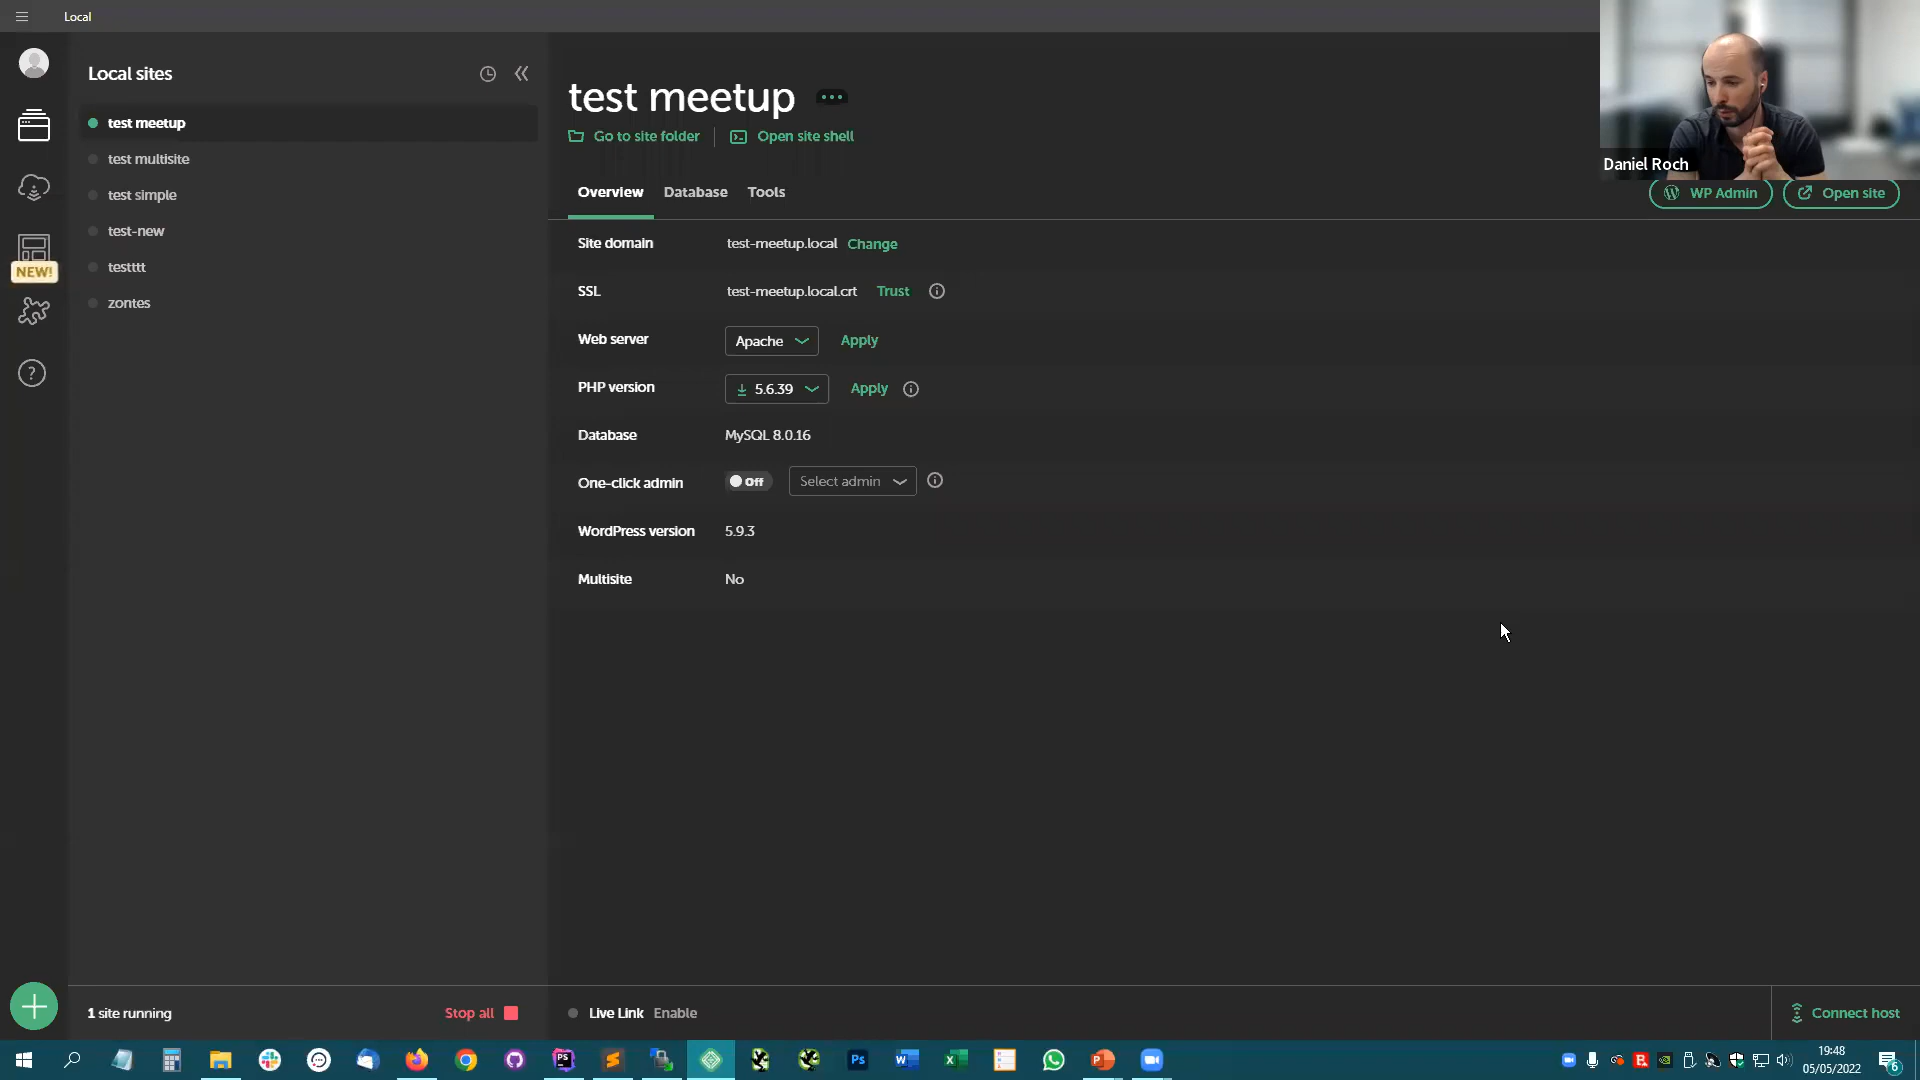 Local
Local sites
test meetup
test multisite
test simple
test-new
testttt
zontes
NEW!
?
1 site running
Stop all
test meetup
Go to site folder
Open site shell
Overview
Database
Tools
WP Admin
Open site
Site domain
test-meetup.local
Change
SSL
test-meetup.local.crt
Trust
Web server
Apache
Apply
PHP version
5.6.39
Apply
Database
MySQL 8.0.16
One-click admin
Off
Select admin
WordPress version
5.9.3
Multisite
No
Live Link
Enable
Connect host
Daniel Roch
PS
Ps
W
X
P
19:48
05/05/2022
6